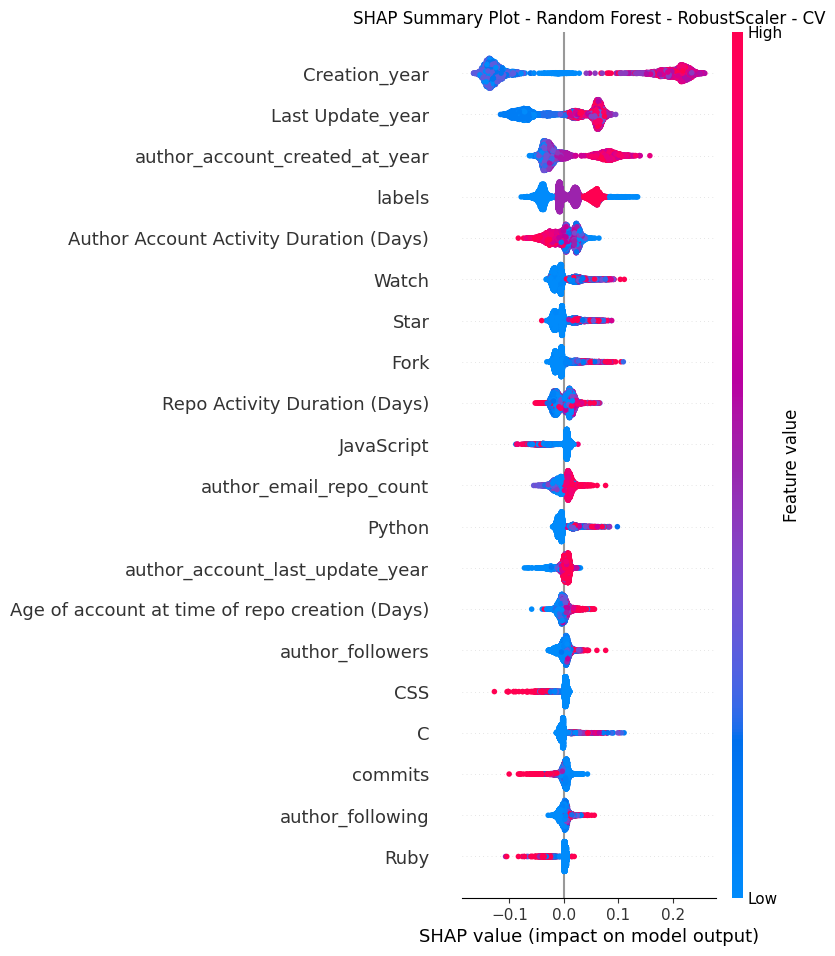 SHAP Summary Plot - Random Forest - RobustScaler - CV
High
Creation_year
Last Update_year
author_account_created_at_year
labels
Author Account Activity Duration (Days)
Watch
Star
Fork
Repo Activity Duration (Days)
JavaScript
author_email_repo_count
Python
author_account_last_update_year
Age of account at time of repo creation (Days)
author_followers
CSS
C
commits
author_following
Ruby
Feature value
Low
−0.1 0.0 0.1 0.2
SHAP value (impact on model output)